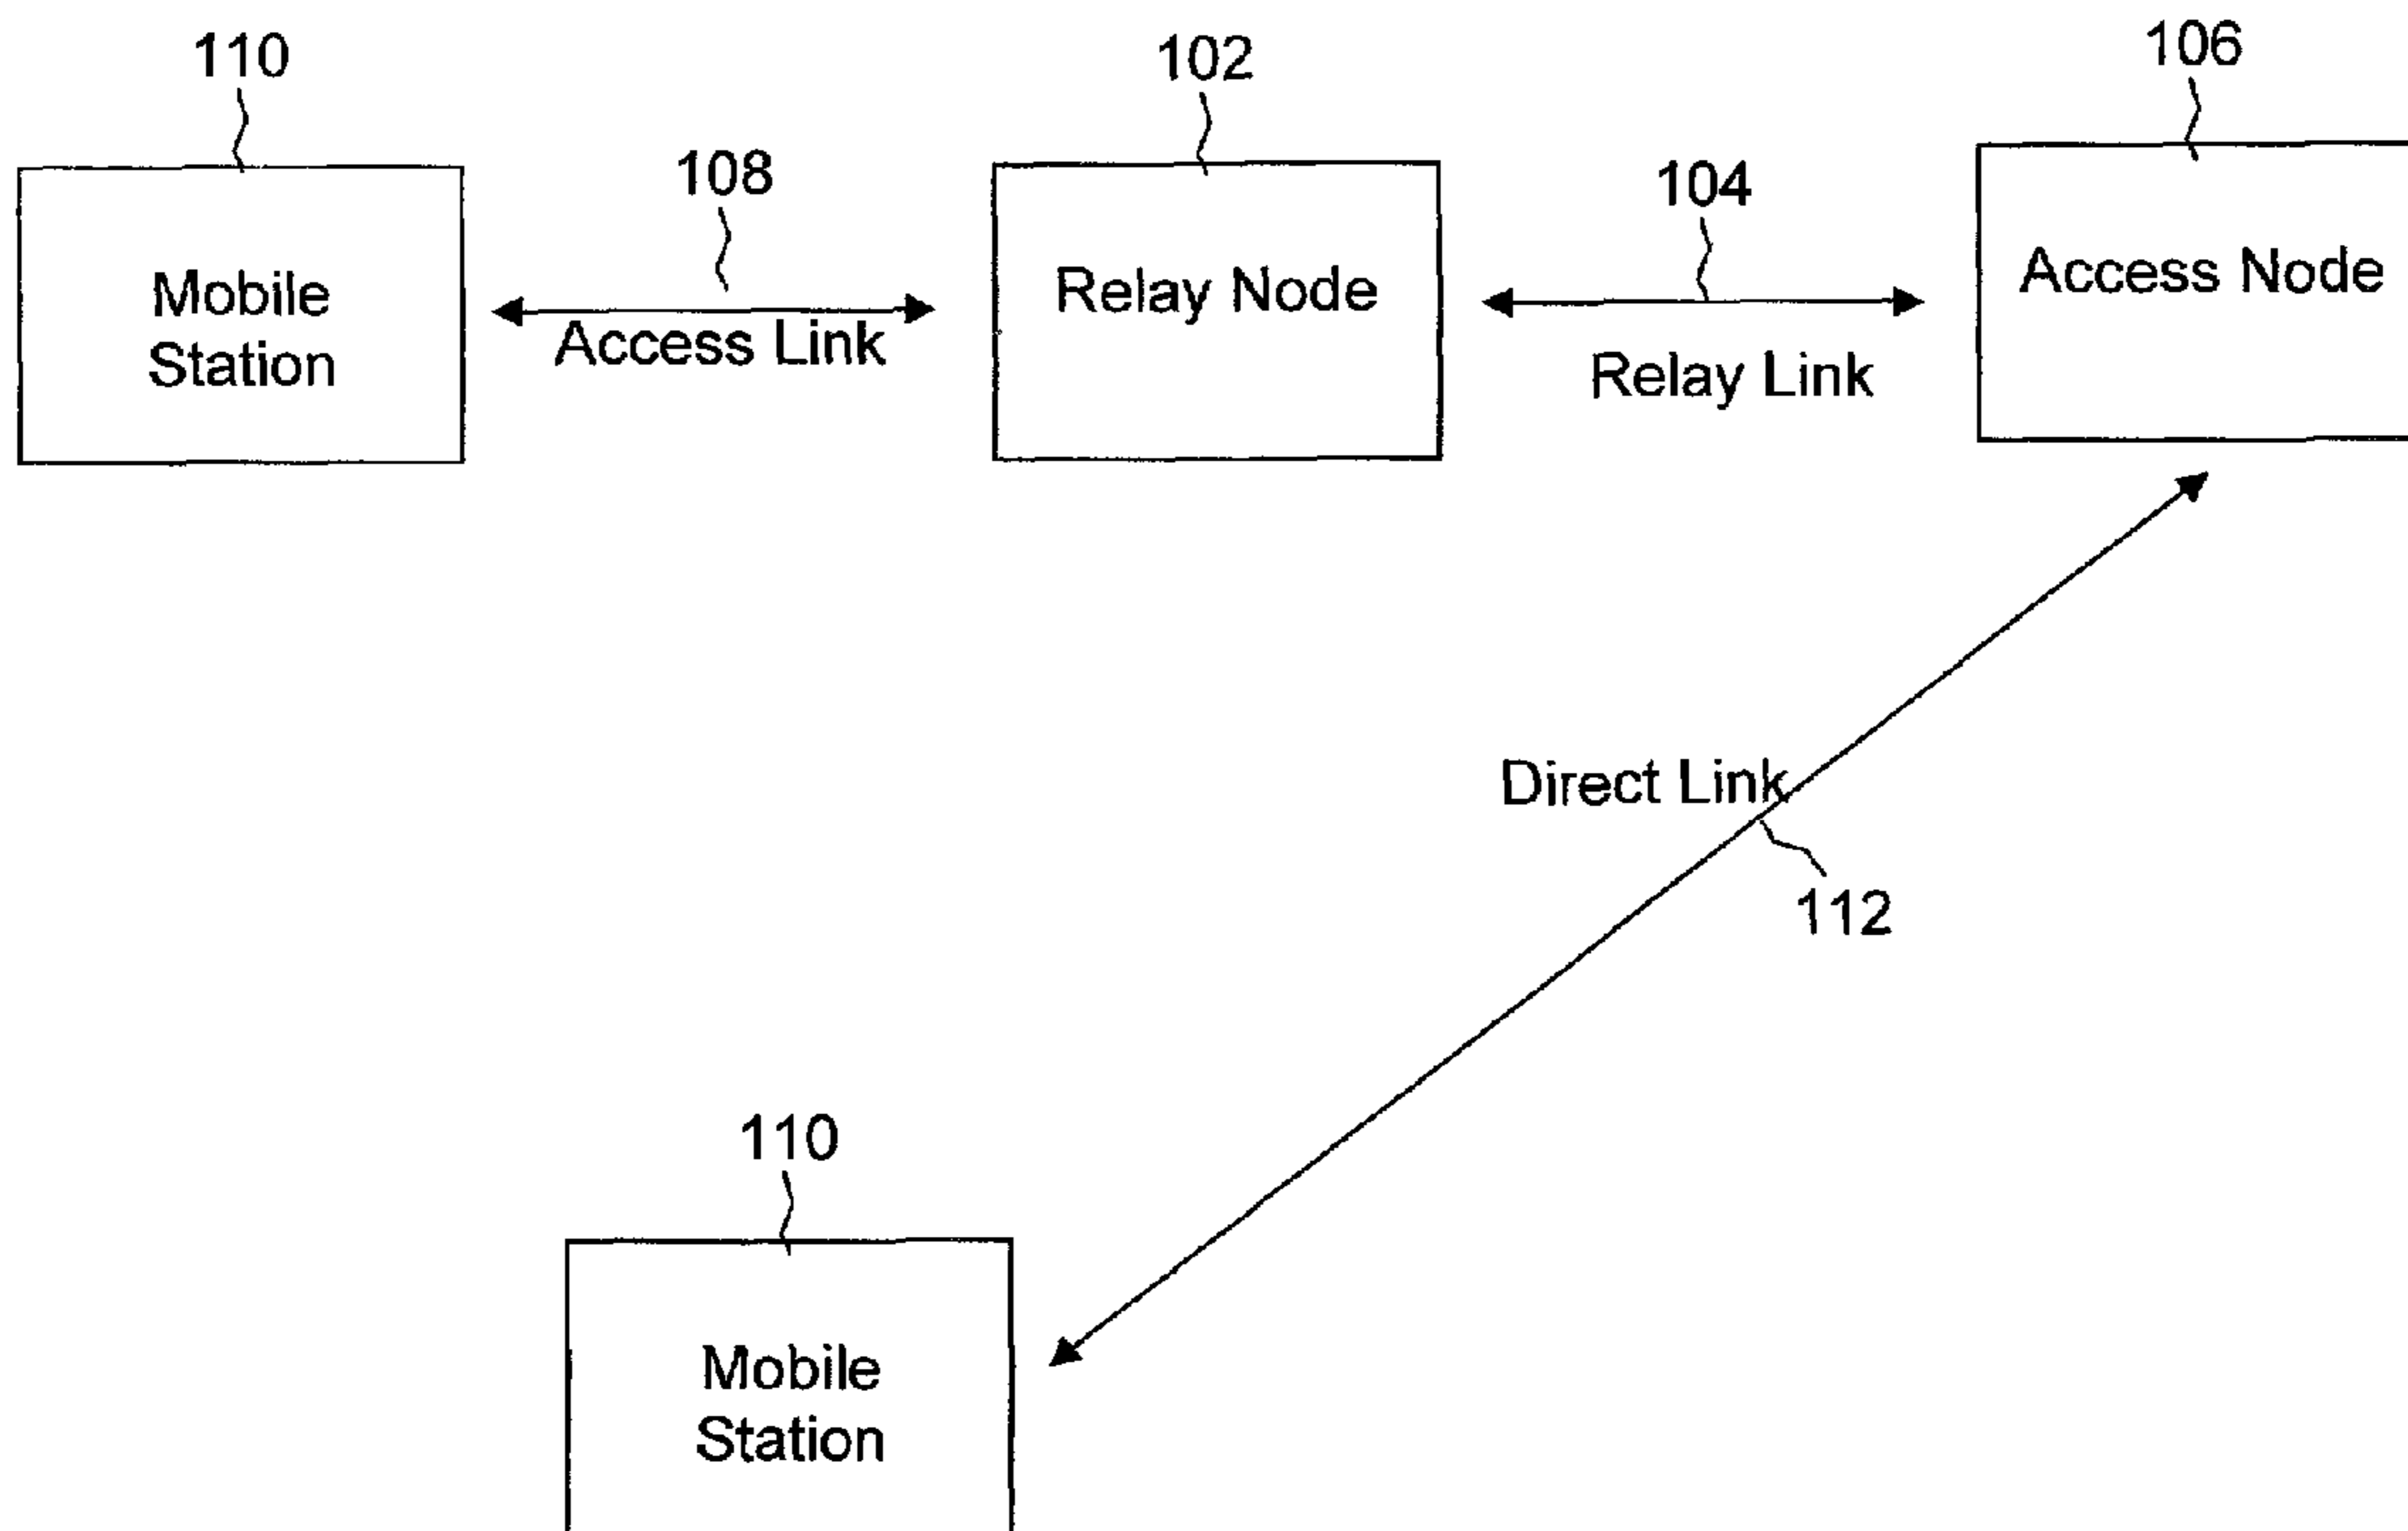 110
102
106
108
104
Mobile
Station
Access Link
Relay Node
Relay Link
Access Node
Direct Link
112
110
Mobile
Station